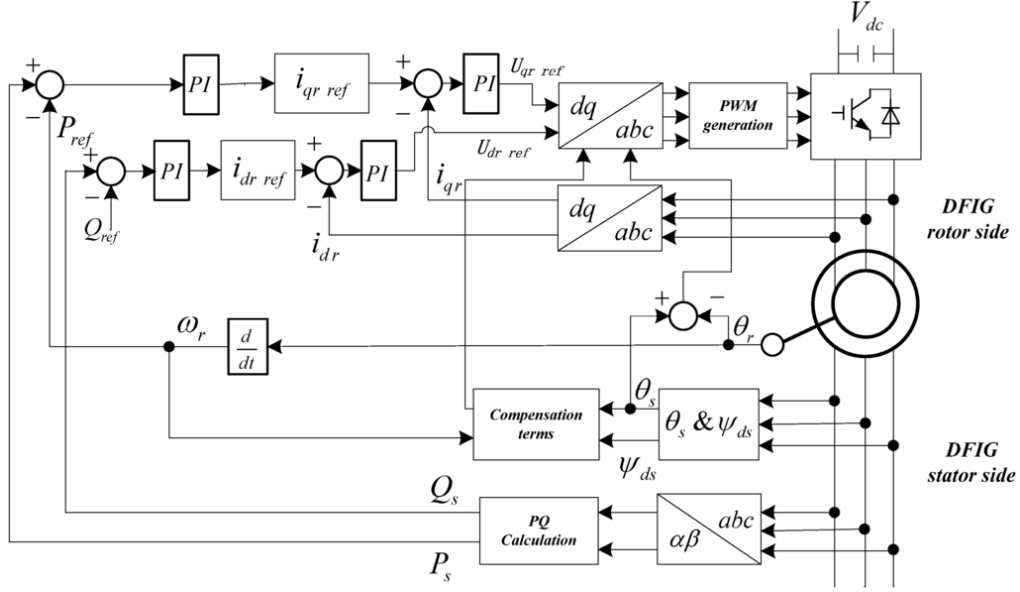 V_dc
+
−
P_ref
PI
i_qr ref
+
−
PI
U_qr ref
dq
abc
PWM
generation
+
−
Q_ref
PI
i_dr ref
+
−
PI
U_dr ref
i_qr
i_dr
dq
abc
DFIG
rotor side
+
−
ω_r
d
dt
θ_r
θ_s
Compensation
terms
θ_s & ψ_ds
ψ_ds
DFIG
stator side
Q_s
PQ
Calculation
abc
αβ
P_s